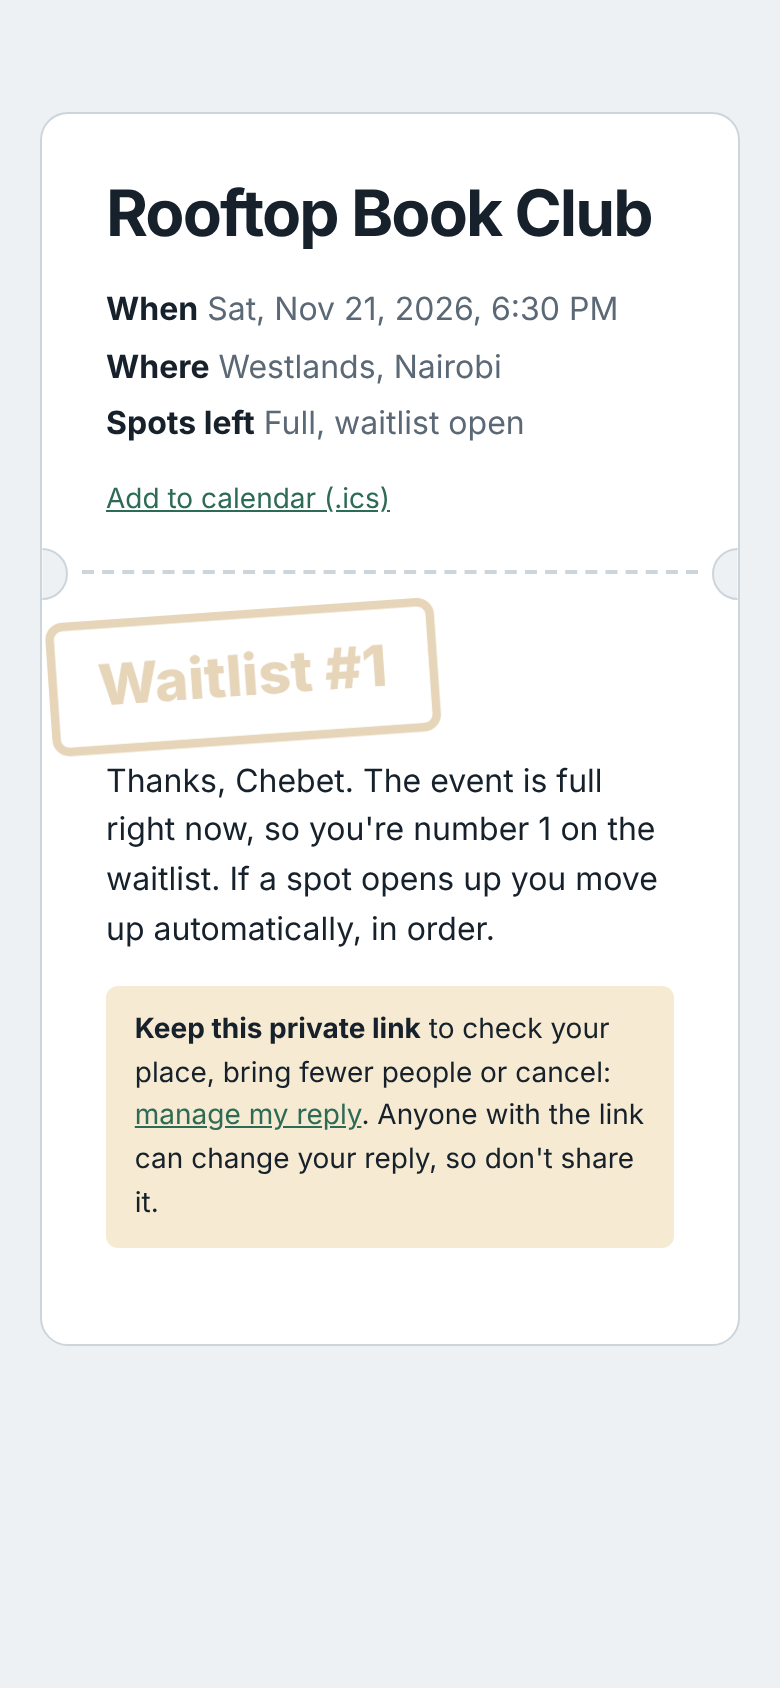 Rooftop Book Club
When Sat, Nov 21, 2026, 6:30 PM
Where Westlands, Nairobi
Spots left Full, waitlist open
Add to calendar (.ics)
Waitlist #1
Thanks, Chebet. The event is full
right now, so you're number 1 on the
waitlist. If a spot opens up you move
up automatically, in order.
Keep this private link to check your
place, bring fewer people or cancel:
manage my reply. Anyone with the link
can change your reply, so don't share
it.